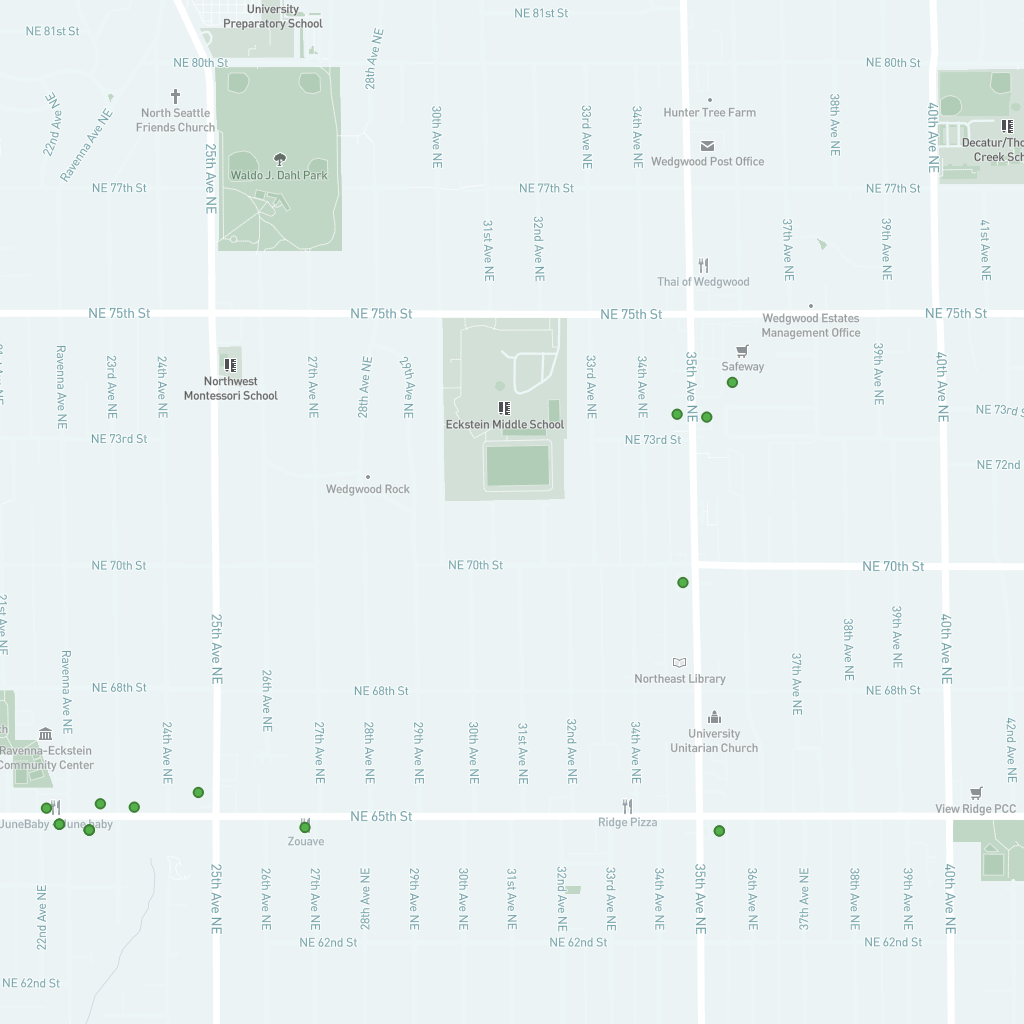 University
Preparatory School
NE 81st St
NE 81st St
28th Ave NE
NE 80th St
NE 80th St
22nd Ave NE
Ravenna Ave NE
North Seattle
Friends Church
30th Ave NE
33rd Ave NE
34th Ave NE
Hunter Tree Farm
38th Ave NE
40th Ave NE
Wedgwood Post Office
25th Ave NE
Waldo J. Dahl Park
NE 77th St
NE 77th St
NE 77th St
31st Ave NE
32nd Ave NE
37th Ave NE
39th Ave NE
41st Ave NE
Thai of Wedgwood
NE 75th St
NE 75th St
NE 75th St
NE 75th St
Wedgwood Estates
Management Office
Ravenna Ave NE
23rd Ave NE
24th Ave NE
Northwest
Montessori School
27th Ave NE
28th Ave NE
29th Ave NE
33rd Ave NE
34th Ave NE
35th Ave NE
Safeway
39th Ave NE
40th Ave NE
Eckstein Middle School
NE 73rd St
NE 73rd St
NE 73rd
NE 72nd
Wedgwood Rock
NE 70th St
NE 70th St
NE 70th St
25th Ave NE
21st Ave NE
Ravenna Ave NE
26th Ave NE
37th Ave NE
38th Ave NE
39th Ave NE
40th Ave NE
Northeast Library
NE 68th St
NE 68th St
NE 68th St
Ravenna-Eckstein
Community Center
24th Ave NE
27th Ave NE
28th Ave NE
29th Ave NE
30th Ave NE
31st Ave NE
32nd Ave NE
34th Ave NE
University
Unitarian Church
42nd Ave NE
View Ridge PCC
JuneBaby
June baby
NE 65th St
Ridge Pizza
Zouave
22nd Ave NE
25th Ave NE
26th Ave NE
27th Ave NE
28th Ave NE
29th Ave NE
30th Ave NE
31st Ave NE
32nd Ave NE
33rd Ave NE
34th Ave NE
35th Ave NE
36th Ave NE
37th Ave NE
38th Ave NE
39th Ave NE
40th Ave NE
NE 62nd St
NE 62nd St
NE 62nd St
NE 62nd St